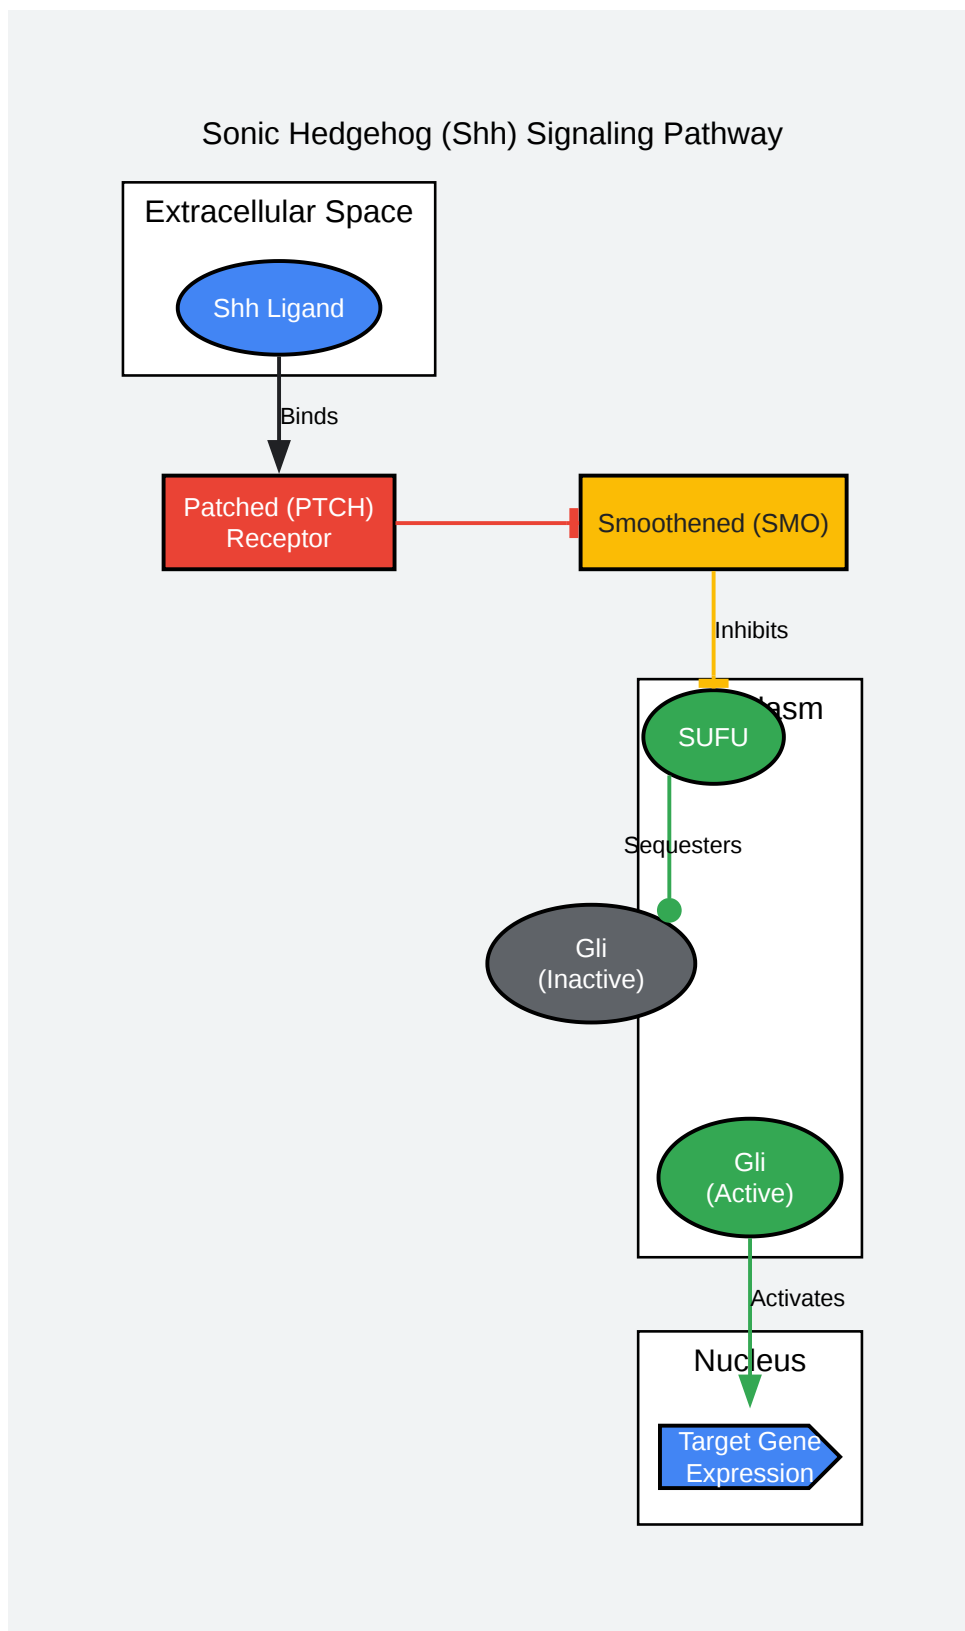 Sonic Hedgehog (Shh) Signaling Pathway
Extracellular Space
Shh Ligand
Binds
Patched (PTCH)
Receptor
Smoothened (SMO)
Inhibits
SUFU
Sequesters
Gli
(Inactive)
Gli
(Active)
Activates
Nucleus
Target Gene
Expression